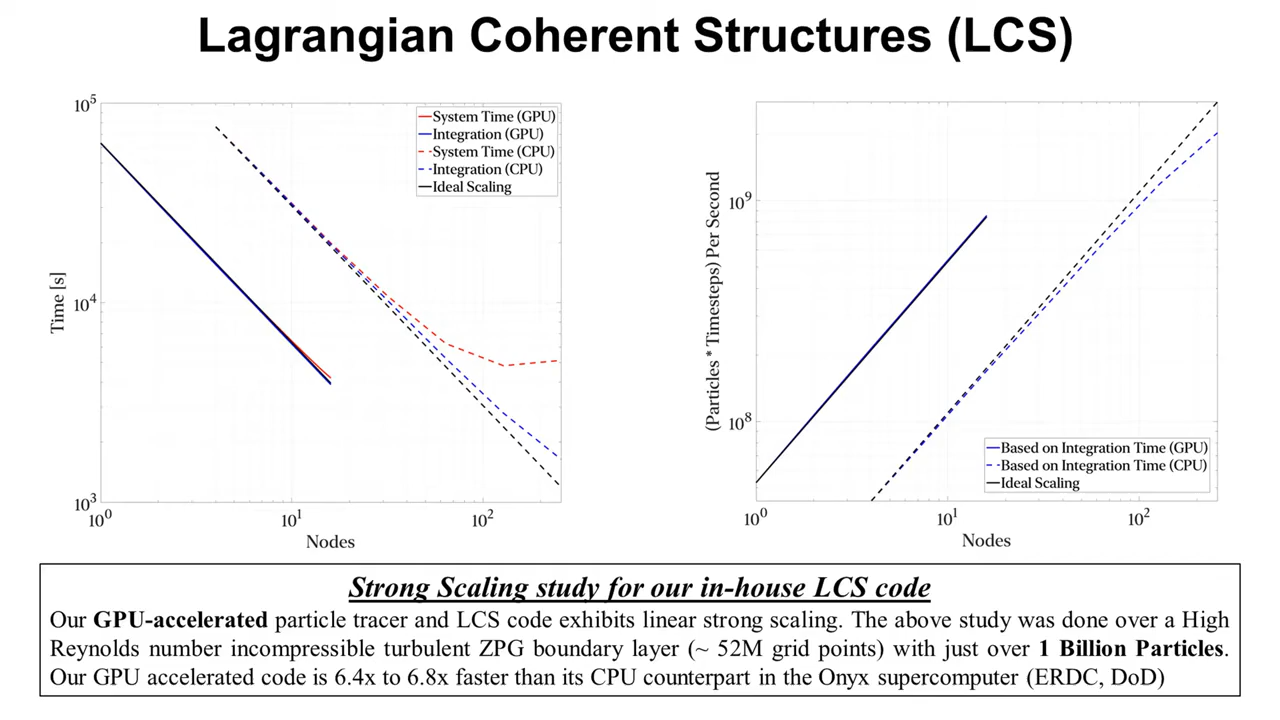 Lagrangian Coherent Structures (LCS)
10^5
10^4
10^3
Time [s]
10^0
10^1
10^2
Nodes
System Time (GPU)
Integration (GPU)
System Time (CPU)
Integration (CPU)
Ideal Scaling
10^9
10^8
(Particles * Timesteps) Per Second
10^0
10^1
10^2
Nodes
Based on Integration Time (GPU)
Based on Integration Time (CPU)
Ideal Scaling
Strong Scaling study for our in-house LCS code
Our GPU-accelerated particle tracer and LCS code exhibits linear strong scaling. The above study was done over a High
Reynolds number incompressible turbulent ZPG boundary layer (~ 52M grid points) with just over 1 Billion Particles.
Our GPU accelerated code is 6.4x to 6.8x faster than its CPU counterpart in the Onyx supercomputer (ERDC, DoD)